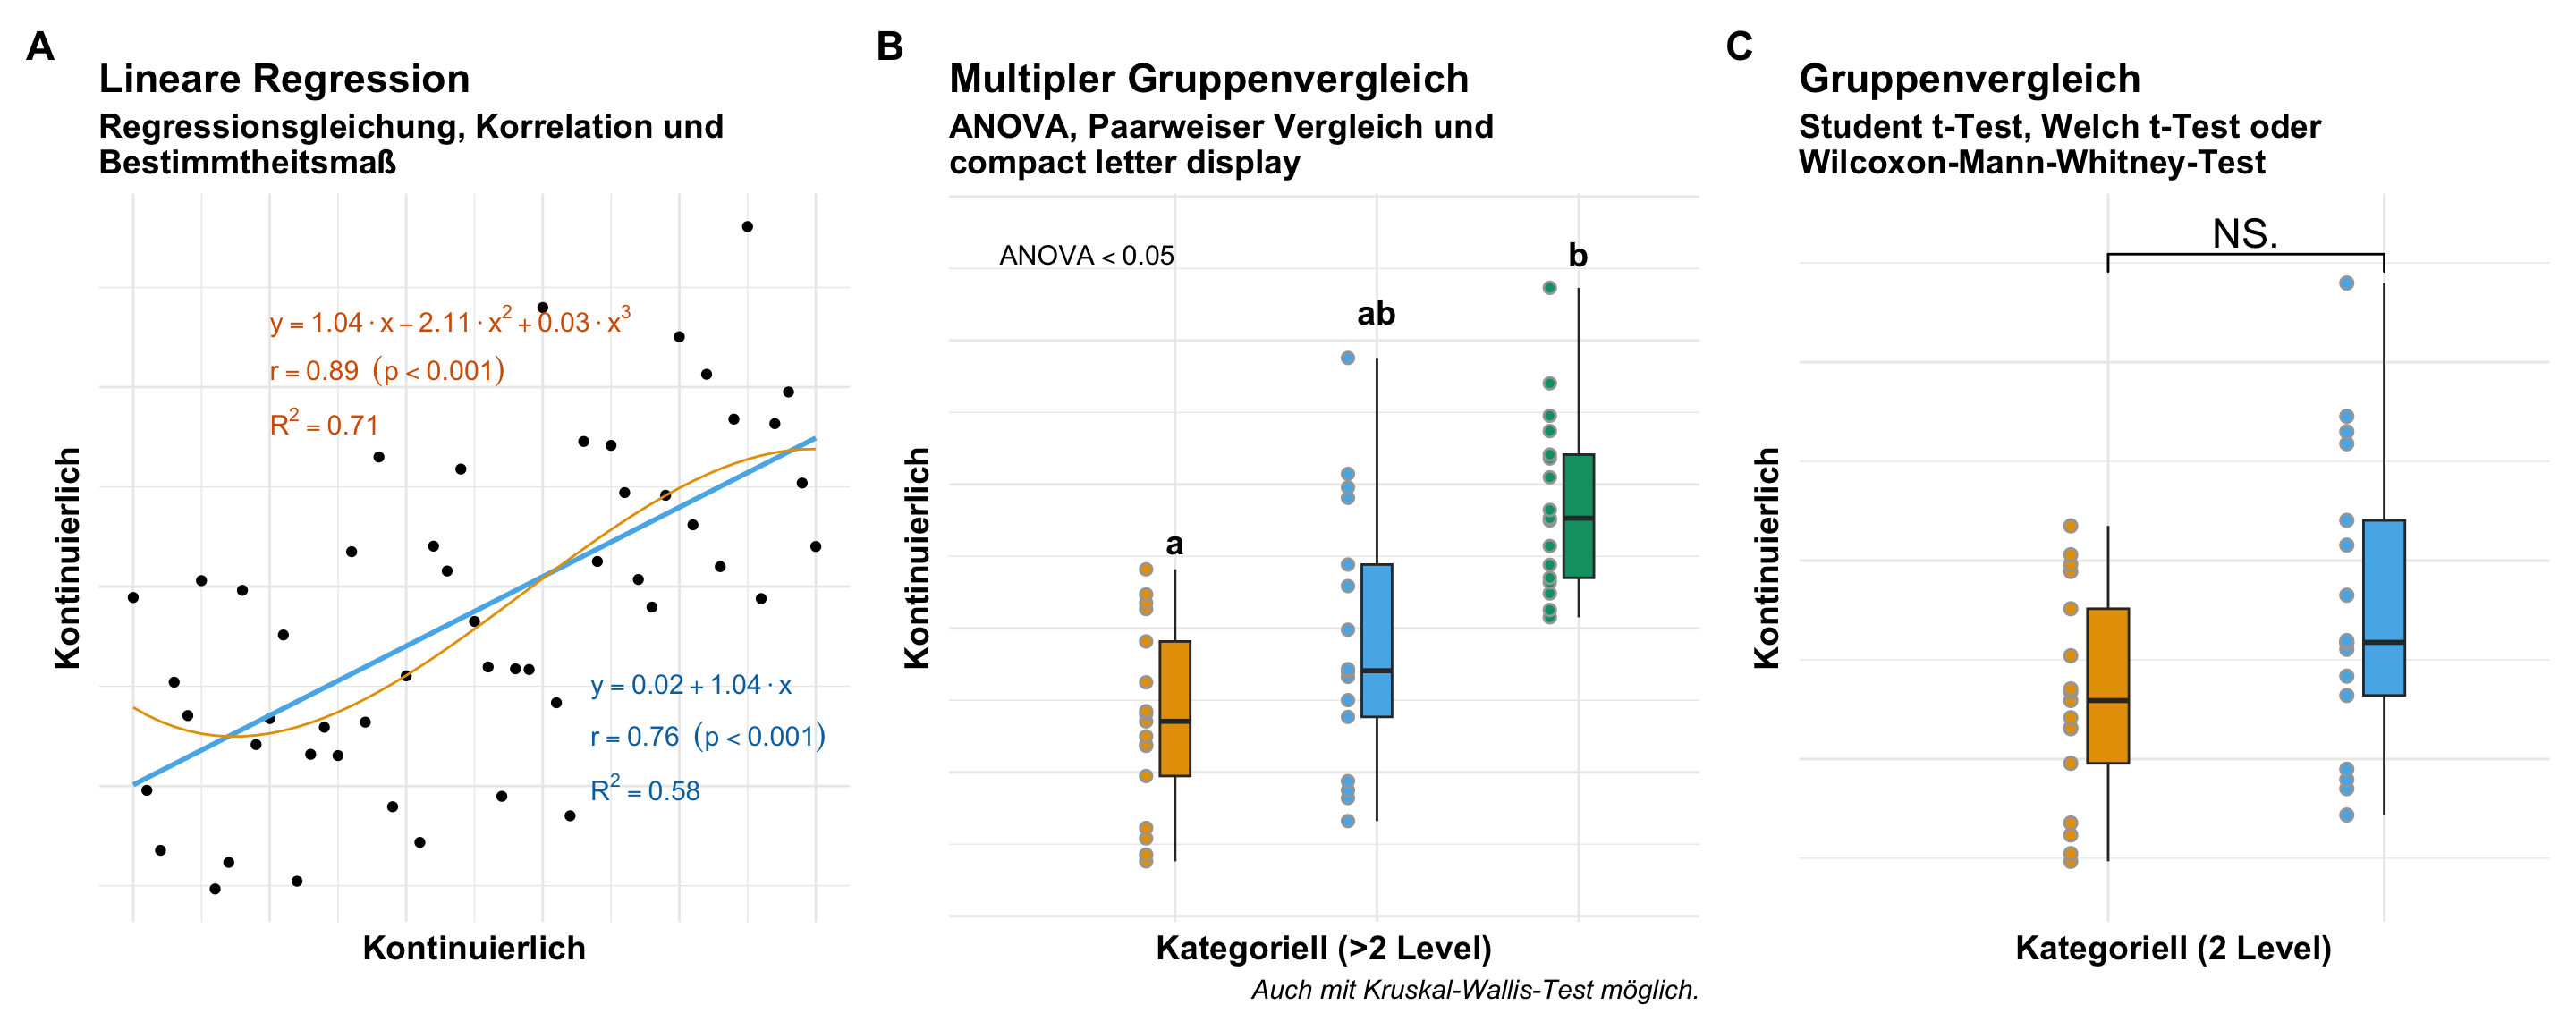 A
Lineare Regression
Regressionsgleichung, Korrelation und
Bestimmtheitsmaß
Kontinuierlich
y = 1.04 · x − 2.11 · x² + 0.03 · x³
r = 0.89 (p < 0.001)
R² = 0.71
y = 0.02 + 1.04 · x
r = 0.76 (p < 0.001)
R² = 0.58
Kontinuierlich
B
Multipler Gruppenvergleich
ANOVA, Paarweiser Vergleich und
compact letter display
Kontinuierlich
ANOVA < 0.05
a
ab
b
Kategoriell (>2 Level)
Auch mit Kruskal-Wallis-Test möglich.
C
Gruppenvergleich
Student t-Test, Welch t-Test oder
Wilcoxon-Mann-Whitney-Test
Kontinuierlich
NS.
Kategoriell (2 Level)